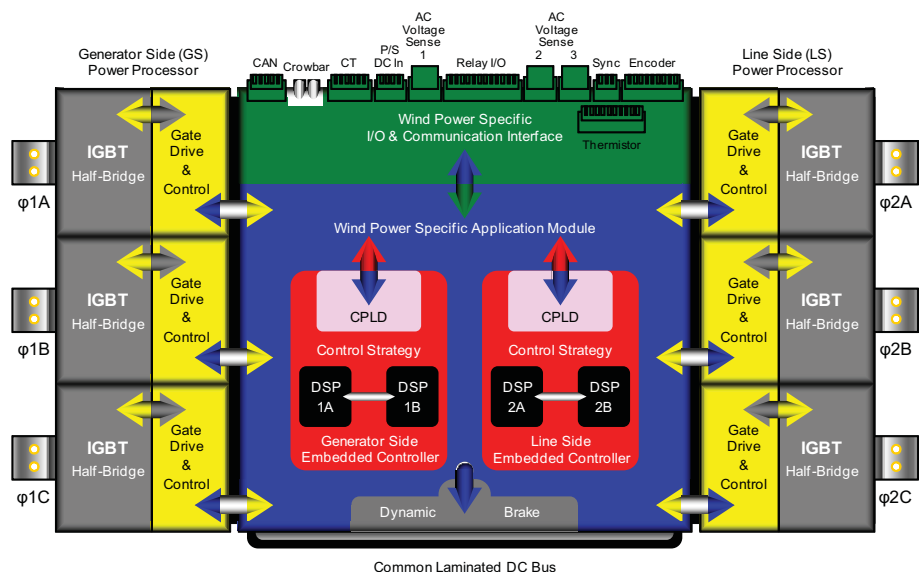 Generator Side (GS)
Power Processor
CAN
Crowbar
CT
P/S
DC In
AC
Voltage
Sense
1
Relay I/O
AC
Voltage
Sense
2 3
Sync
Encoder
Line Side (LS)
Power Processor
Wind Power Specific
I/O & Communication Interface
Thermistor
IGBT
Half-Bridge
Gate
Drive
&
Control
φ1A
IGBT
Half-Bridge
Gate
Drive
&
Control
φ1B
IGBT
Half-Bridge
Gate
Drive
&
Control
φ1C
Wind Power Specific Application Module
CPLD
Control Strategy
DSP
1A
DSP
1B
Generator Side
Embedded Controller
CPLD
Control Strategy
DSP
2A
DSP
2B
Line Side
Embedded Controller
Dynamic Brake
Gate
Drive
&
Control
IGBT
Half-Bridge
φ2A
Gate
Drive
&
Control
IGBT
Half-Bridge
φ2B
Gate
Drive
&
Control
IGBT
Half-Bridge
φ2C
Common Laminated DC Bus